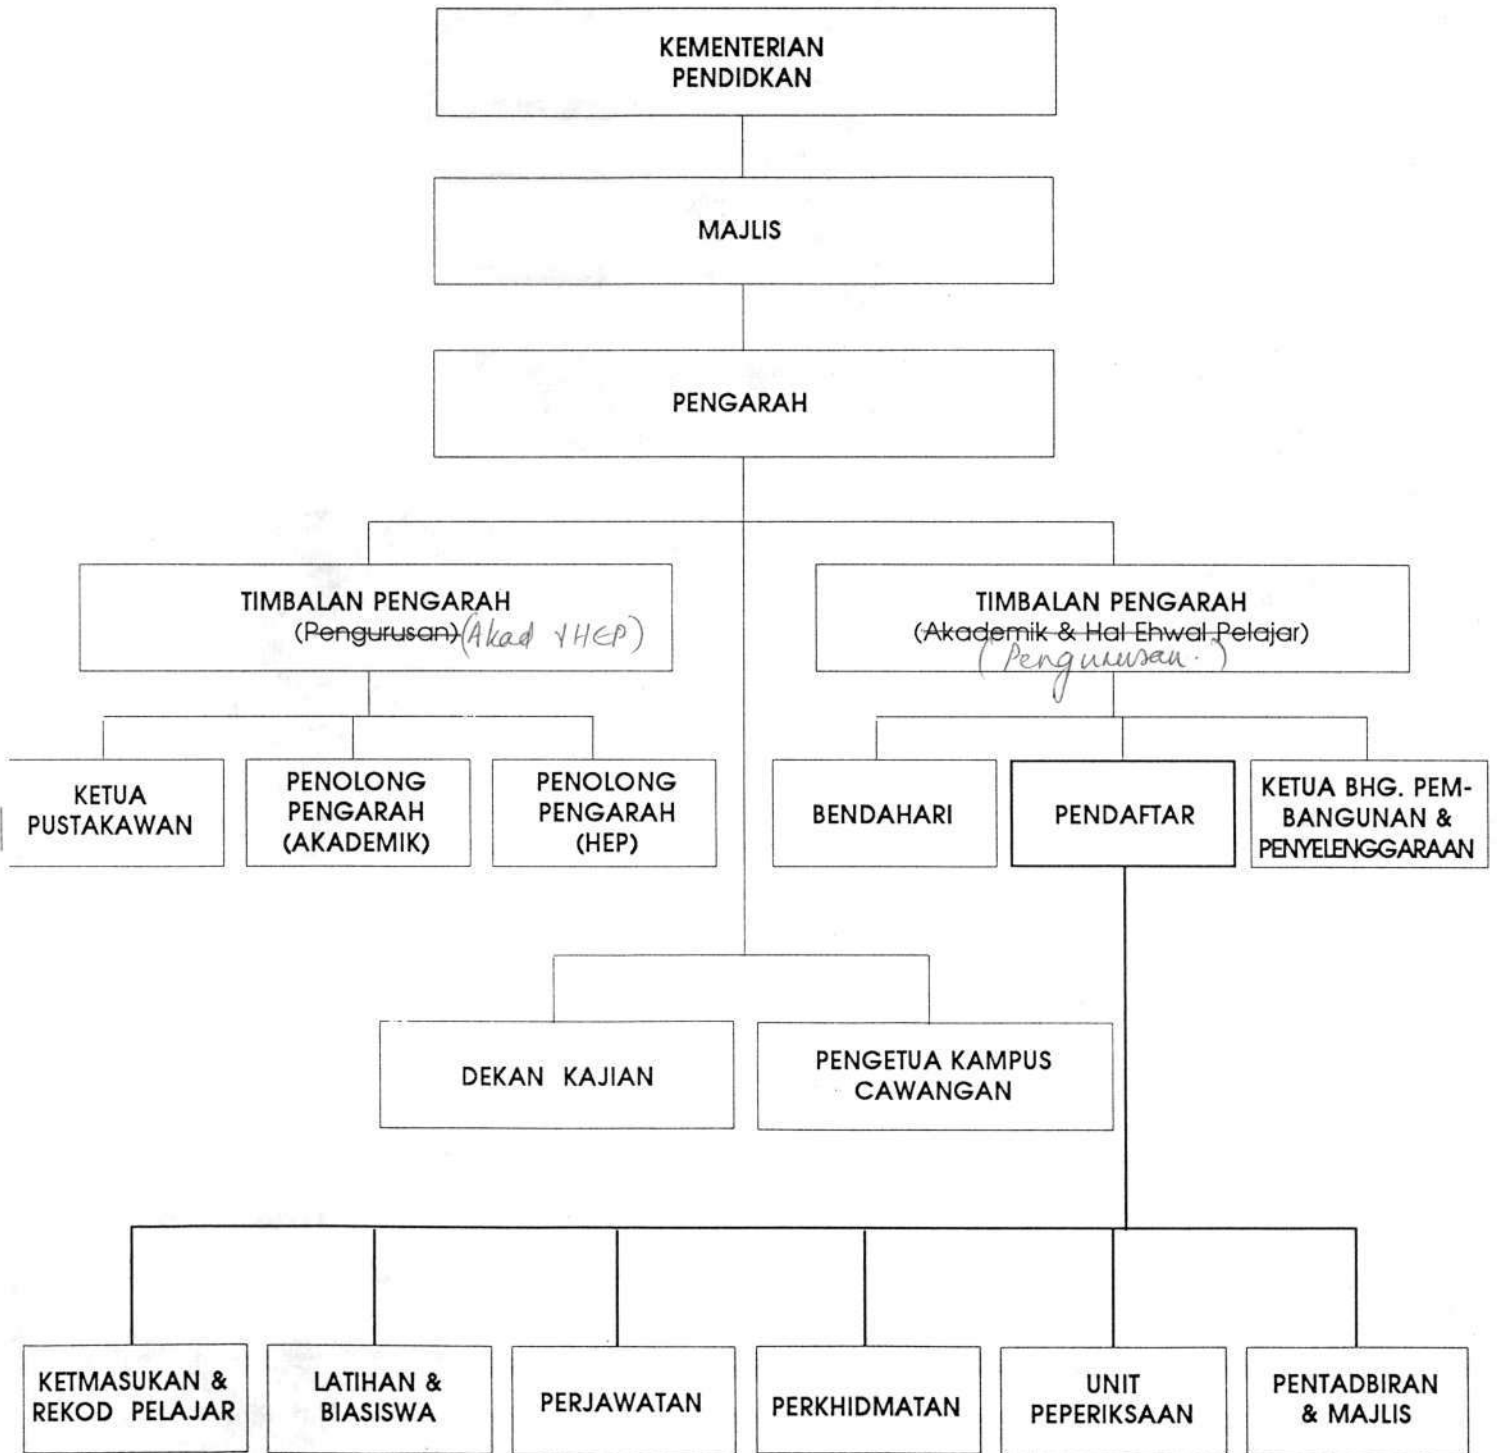 KEMENTERIAN
PENDIDKAN
MAJLIS
PENGARAH
TIMBALAN PENGARAH
(Pengurusan) (Akad & HEP)
TIMBALAN PENGARAH
(Akademik & Hal Ehwal Pelajar)
(Pengurusan.)
KETUA
PUSTAKAWAN
PENOLONG
PENGARAH
(AKADEMIK)
PENOLONG
PENGARAH
(HEP)
BENDAHARI
PENDAFTAR
KETUA BHG. PEM-
BANGUNAN &
PENYELENGGARAAN
DEKAN KAJIAN
PENGETUA KAMPUS
CAWANGAN
KETMASUKAN &
REKOD PELAJAR
LATIHAN &
BIASISWA
PERJAWATAN
PERKHIDMATAN
UNIT
PEPERIKSAAN
PENTADBIRAN
& MAJLIS